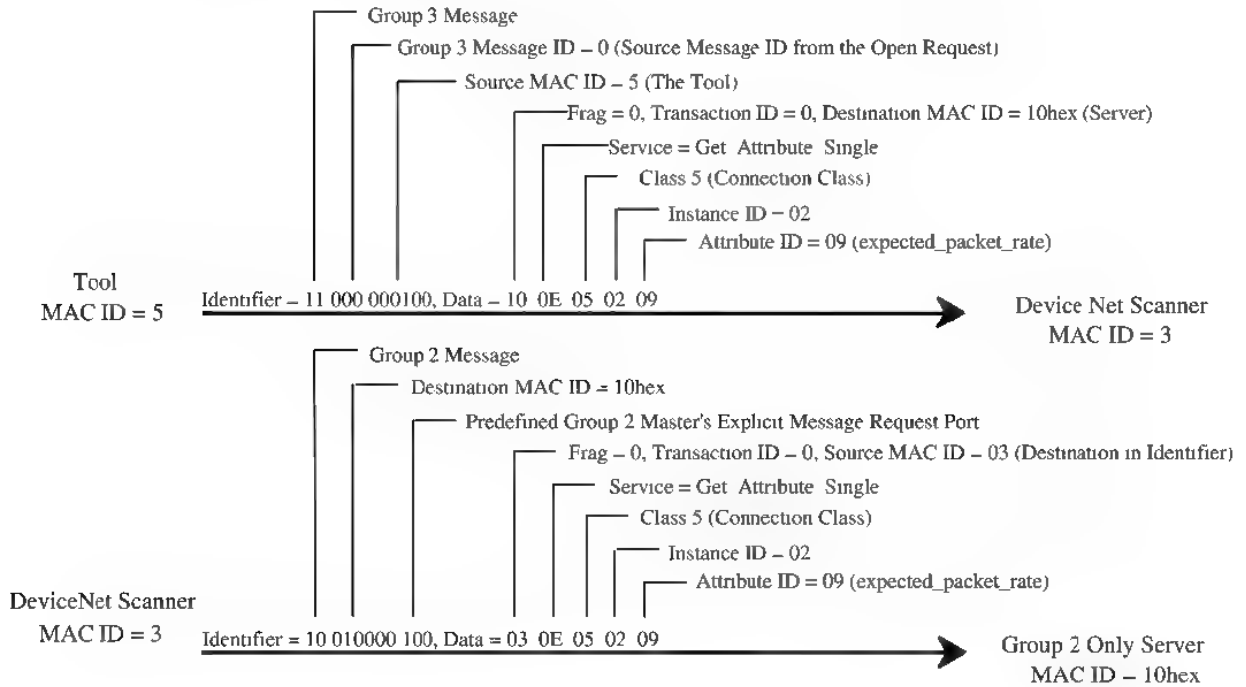 Group 3 Message
Group 3 Message ID – 0 (Source Message ID from the Open Request)
Source MAC ID – 5 (The Tool)
Frag = 0, Transaction ID = 0, Destination MAC ID = 10hex (Server)
Service = Get Attribute Single
Class 5 (Connection Class)
Instance ID – 02
Attribute ID = 09 (expected_packet_rate)
Tool
MAC ID = 5
Identifier – 11 000 000100, Data – 10 0E 05 02 09
Device Net Scanner
MAC ID = 3
Group 2 Message
Destination MAC ID = 10hex
Predefined Group 2 Master's Explicit Message Request Port
Frag – 0, Transaction ID – 0, Source MAC ID – 03 (Destination in Identifier)
Service = Get Attribute Single
Class 5 (Connection Class)
Instance ID – 02
Attribute ID = 09 (expected_packet_rate)
DeviceNet Scanner
MAC ID = 3
Identifier = 10 010000 100, Data = 03 0E 05 02 09
Group 2 Only Server
MAC ID – 10hex